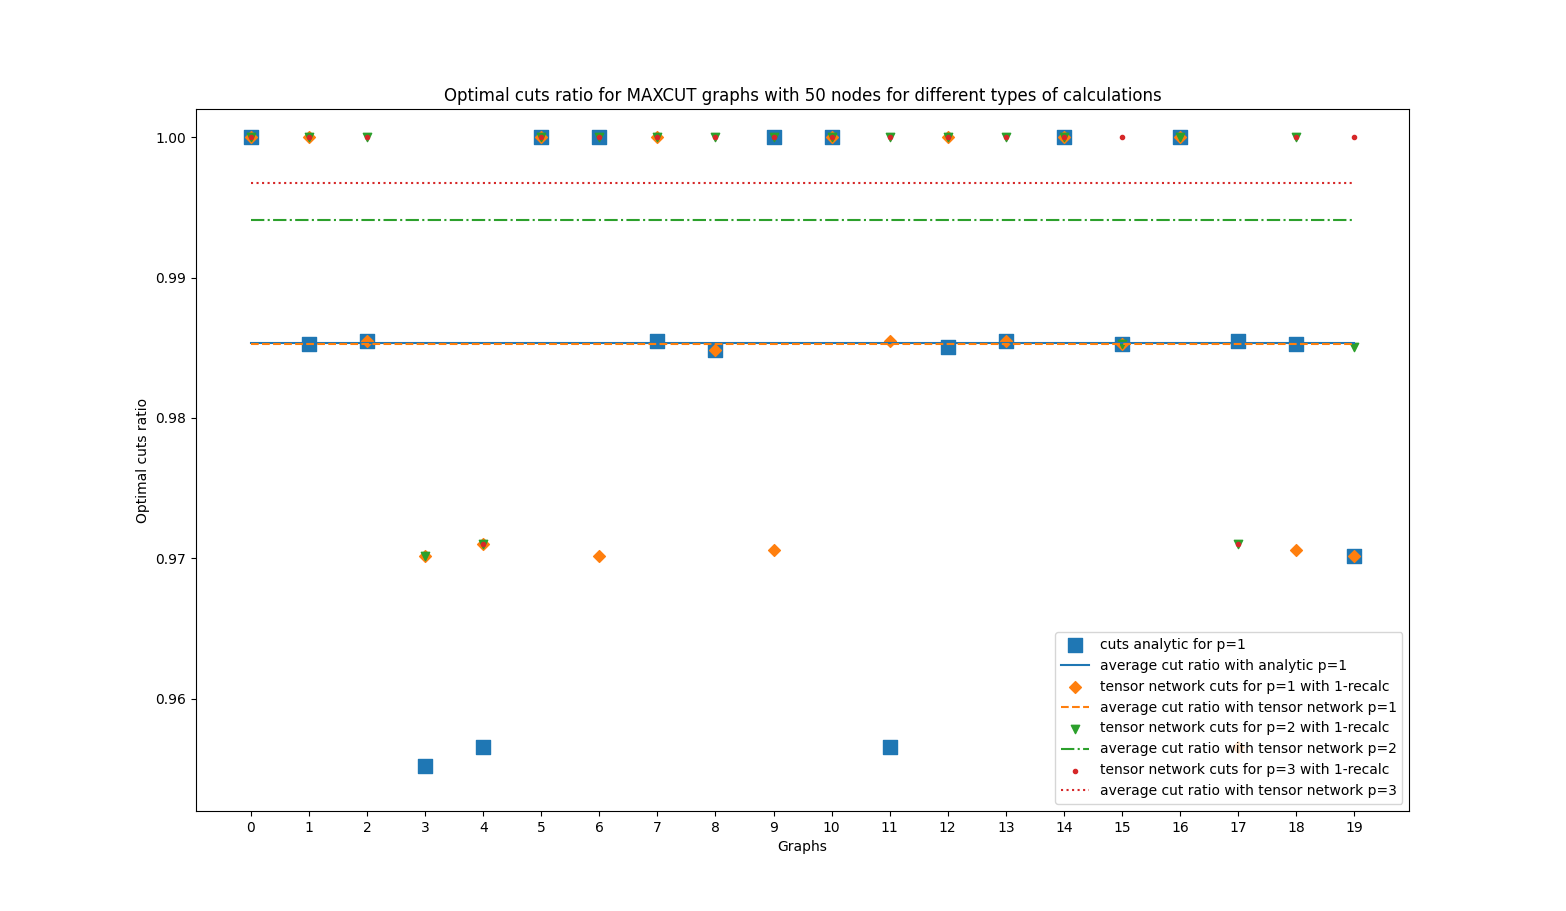 Optimal cuts ratio for MAXCUT graphs with 50 nodes for different types of calculations
1.00
0.99
0.98
0.97
0.96
Optimal cuts ratio
cuts analytic for p=1
average cut ratio with analytic p=1
tensor network cuts for p=1 with 1-recalc
average cut ratio with tensor network p=1
tensor network cuts for p=2 with 1-recalc
average cut ratio with tensor network p=2
tensor network cuts for p=3 with 1-recalc
average cut ratio with tensor network p=3
0 1 2 3 4 5 6 7 8 9 10 11 12 13 14 15 16 17 18 19
Graphs